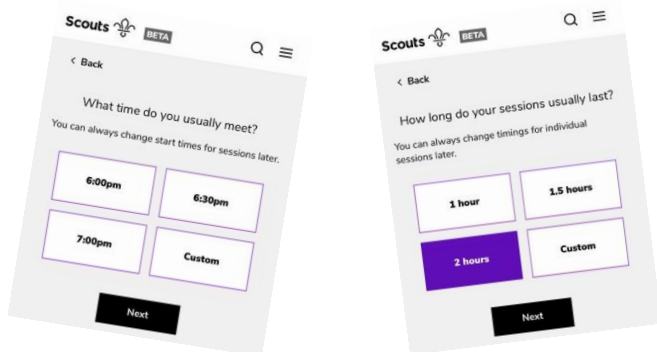 Scouts BETA
< Back
What time do you usually meet?
You can always change start times for sessions later.
6:00pm 6:30pm
7:00pm Custom
Next
Scouts BETA
< Back
How long do your sessions usually last?
You can always change timings for individual
sessions later.
1 hour 1.5 hours
2 hours Custom
Next